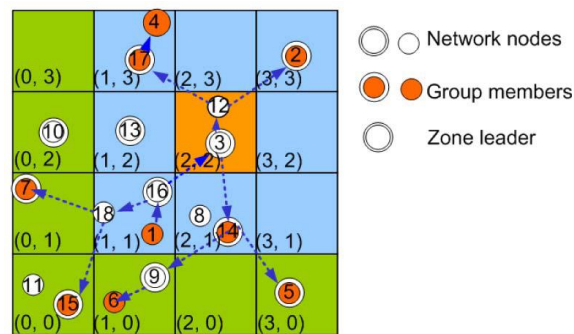 4
17
2
(0, 3) (1, 3) (2, 3) (3, 3)
12
10 13 3
(0, 2) (1, 2) (2, 2) (3, 2)
7 16
18 8
1 14
(0, 1) (1, 1) (2, 1) (3, 1)
9
11 5
15 6
(0, 0) (1, 0) (2, 0) (3, 0)
Network nodes
Group members
Zone leader